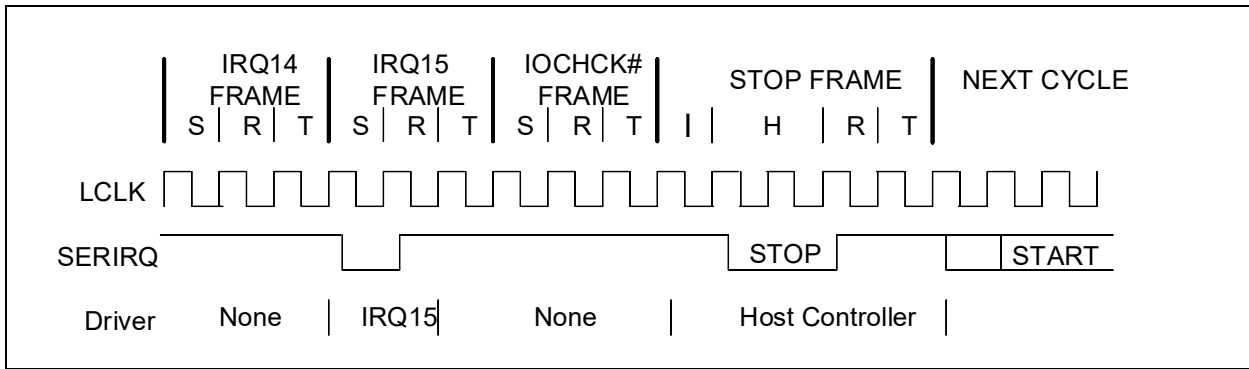 IRQ14 IRQ15 IOCHCK#
FRAME FRAME FRAME STOP FRAME NEXT CYCLE
S R T S R T S R T I H R T
LCLK
SERIRQ STOP START
Driver None IRQ15 None Host Controller